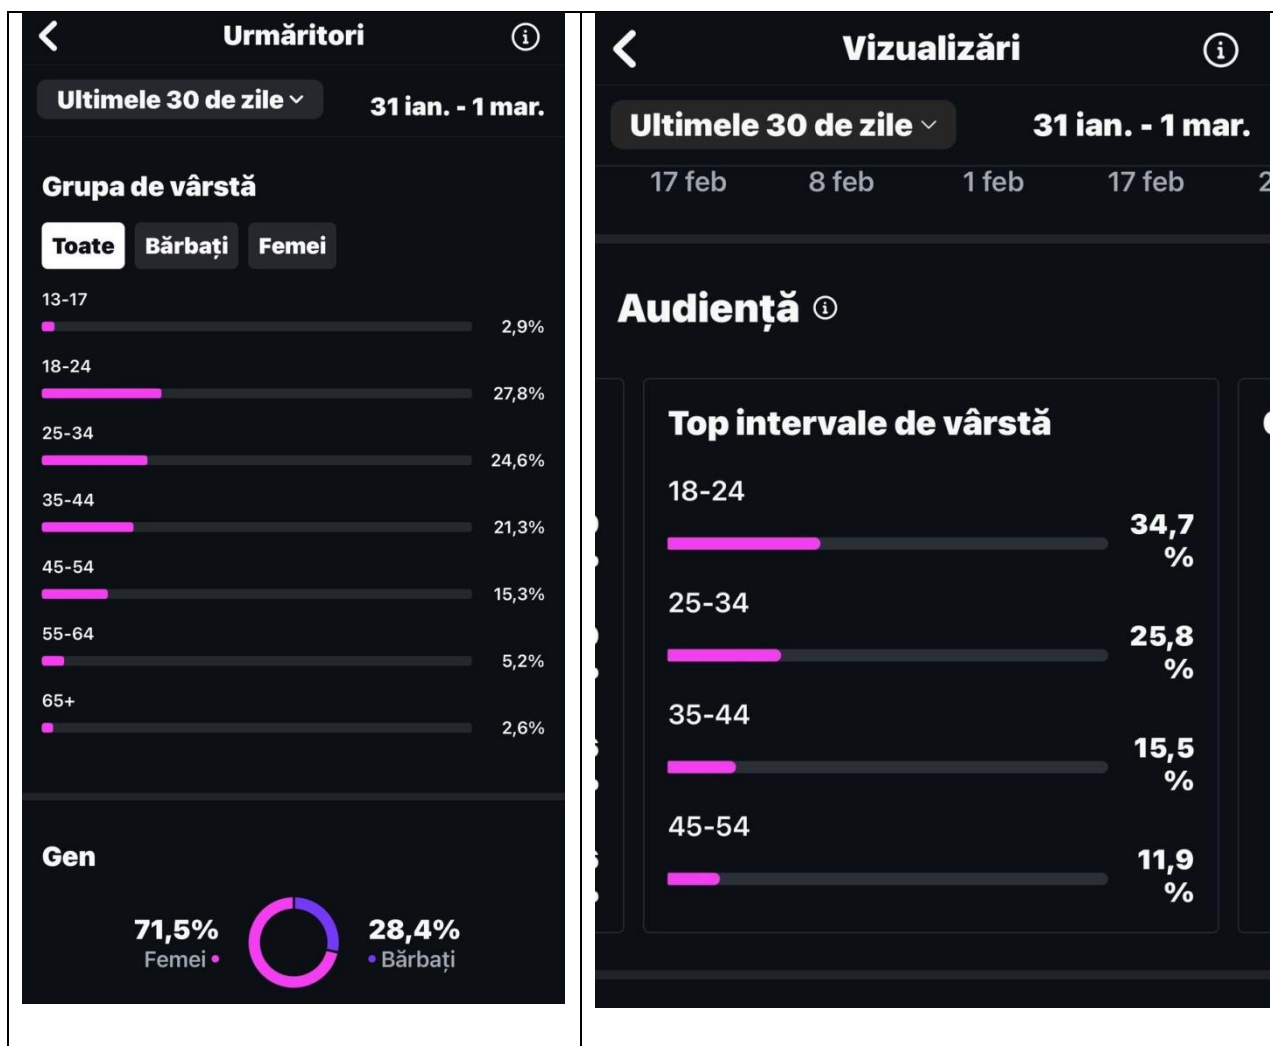 Urmăritori
Ultimele 30 de zile
31 ian. - 1 mar.
Grupa de vârstă
Toate
Bărbați
Femei
13-17
2,9%
18-24
27,8%
25-34
24,6%
35-44
21,3%
45-54
15,3%
55-64
5,2%
65+
2,6%
Gen
71,5%
Femei
28,4%
Bărbați
Vizualizări
Ultimele 30 de zile
31 ian. - 1 mar.
17 feb
8 feb
1 feb
17 feb
2
Audiență
Top intervale de vârstă
18-24
34,7
%
25-34
25,8
%
35-44
15,5
%
45-54
11,9
%